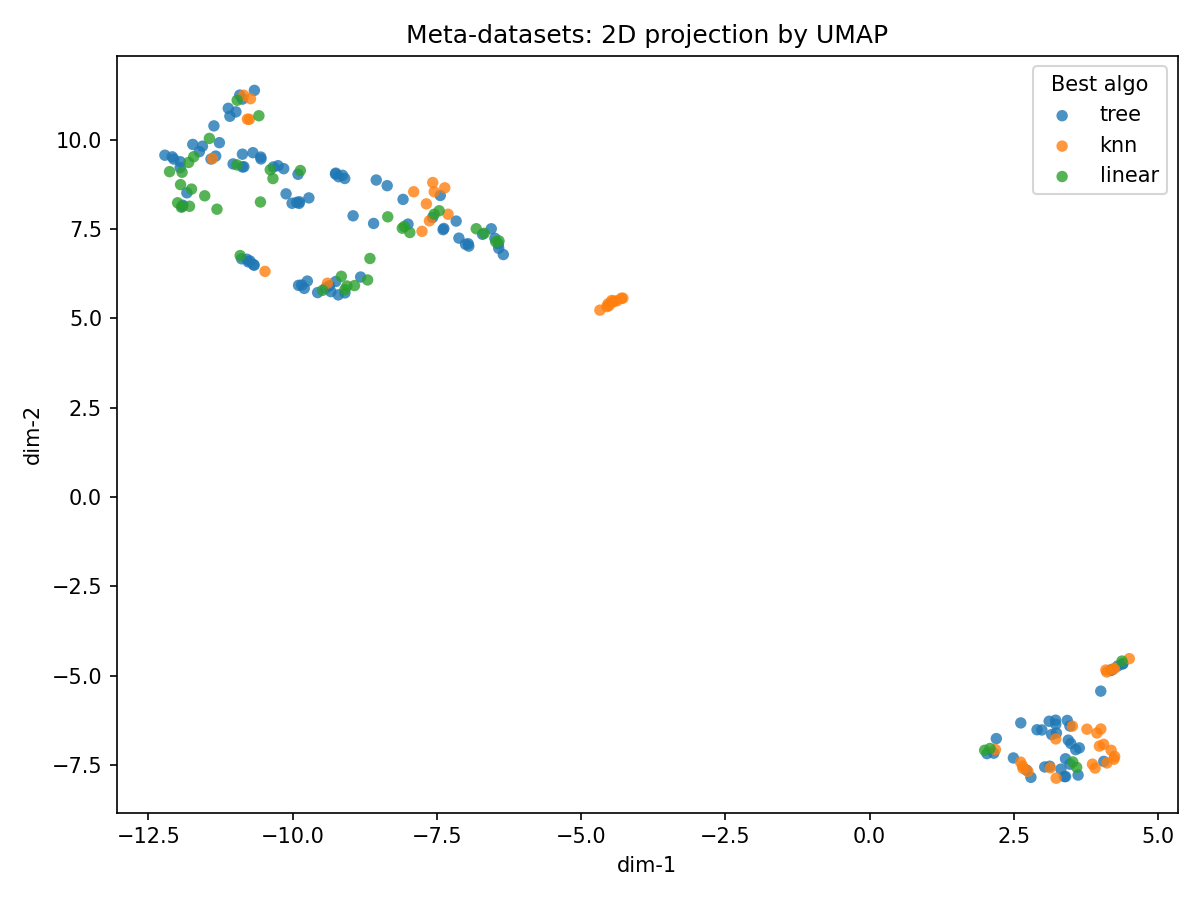 Meta-datasets: 2D projection by UMAP
Best algo
tree
knn
linear
10.0
7.5
5.0
2.5
0.0
−2.5
−5.0
−7.5
dim-2
−12.5 −10.0 −7.5 −5.0 −2.5 0.0 2.5 5.0
dim-1